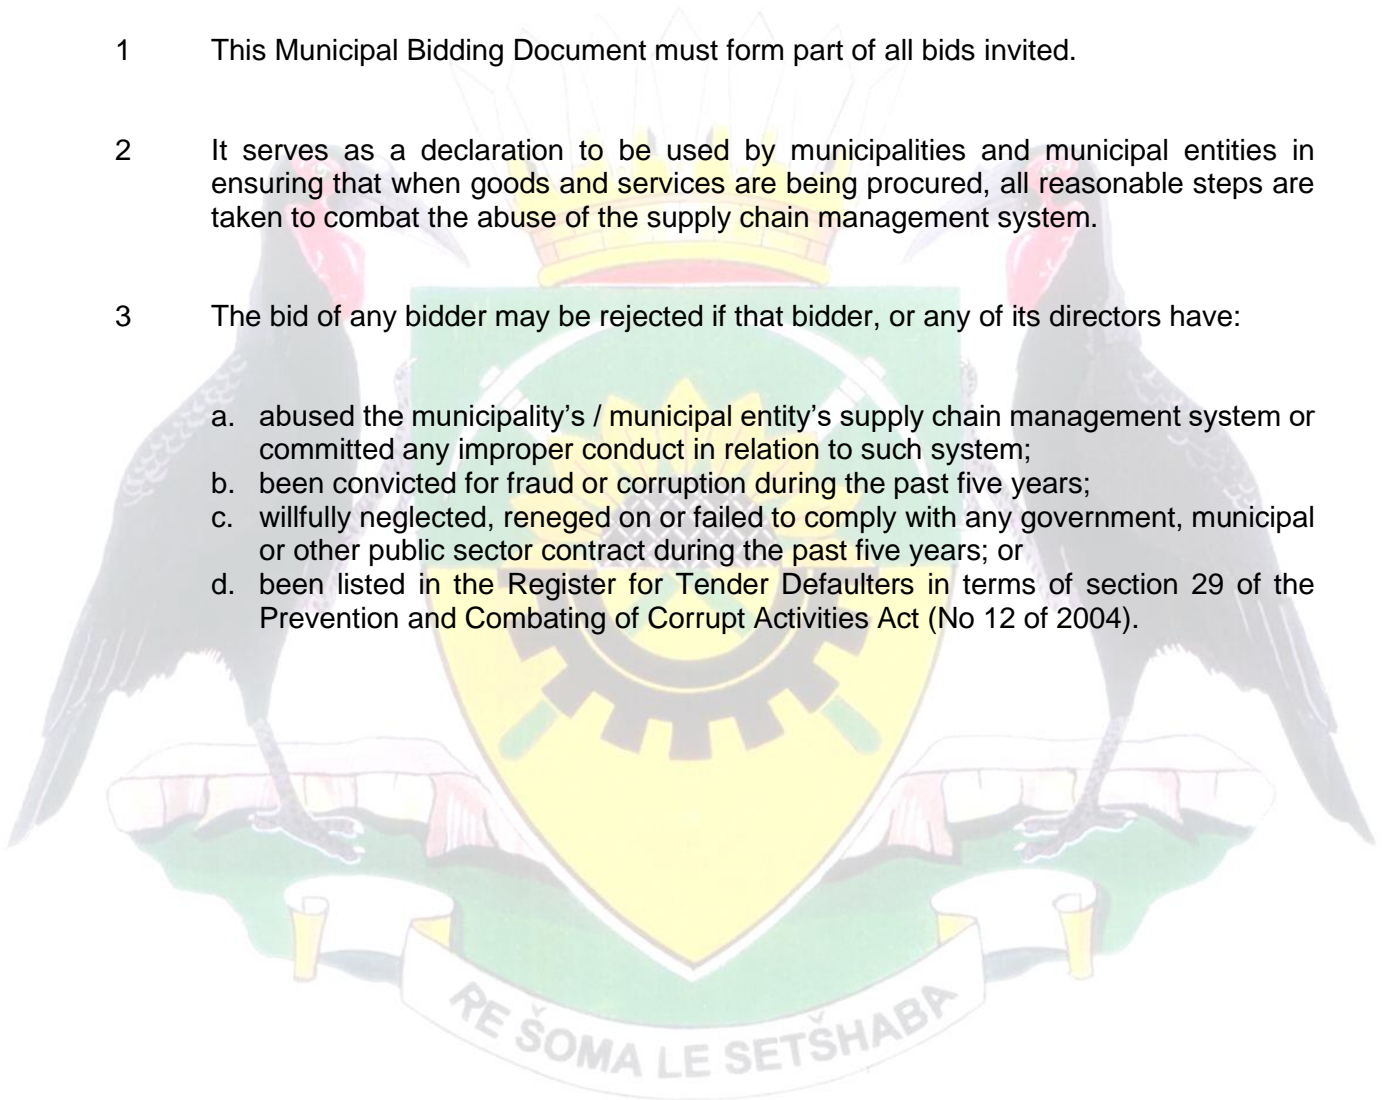 1 This Municipal Bidding Document must form part of all bids invited.
2 It serves as a declaration to be used by municipalities and municipal entities in
ensuring that when goods and services are being procured, all reasonable steps are
taken to combat the abuse of the supply chain management system.
3 The bid of any bidder may be rejected if that bidder, or any of its directors have:
a. abused the municipality’s / municipal entity’s supply chain management system or
committed any improper conduct in relation to such system;
b. been convicted for fraud or corruption during the past five years;
c. willfully neglected, reneged on or failed to comply with any government, municipal
or other public sector contract during the past five years; or
d. been listed in the Register for Tender Defaulters in terms of section 29 of the
Prevention and Combating of Corrupt Activities Act (No 12 of 2004).
RE ŠOMA LE SETŠHABA